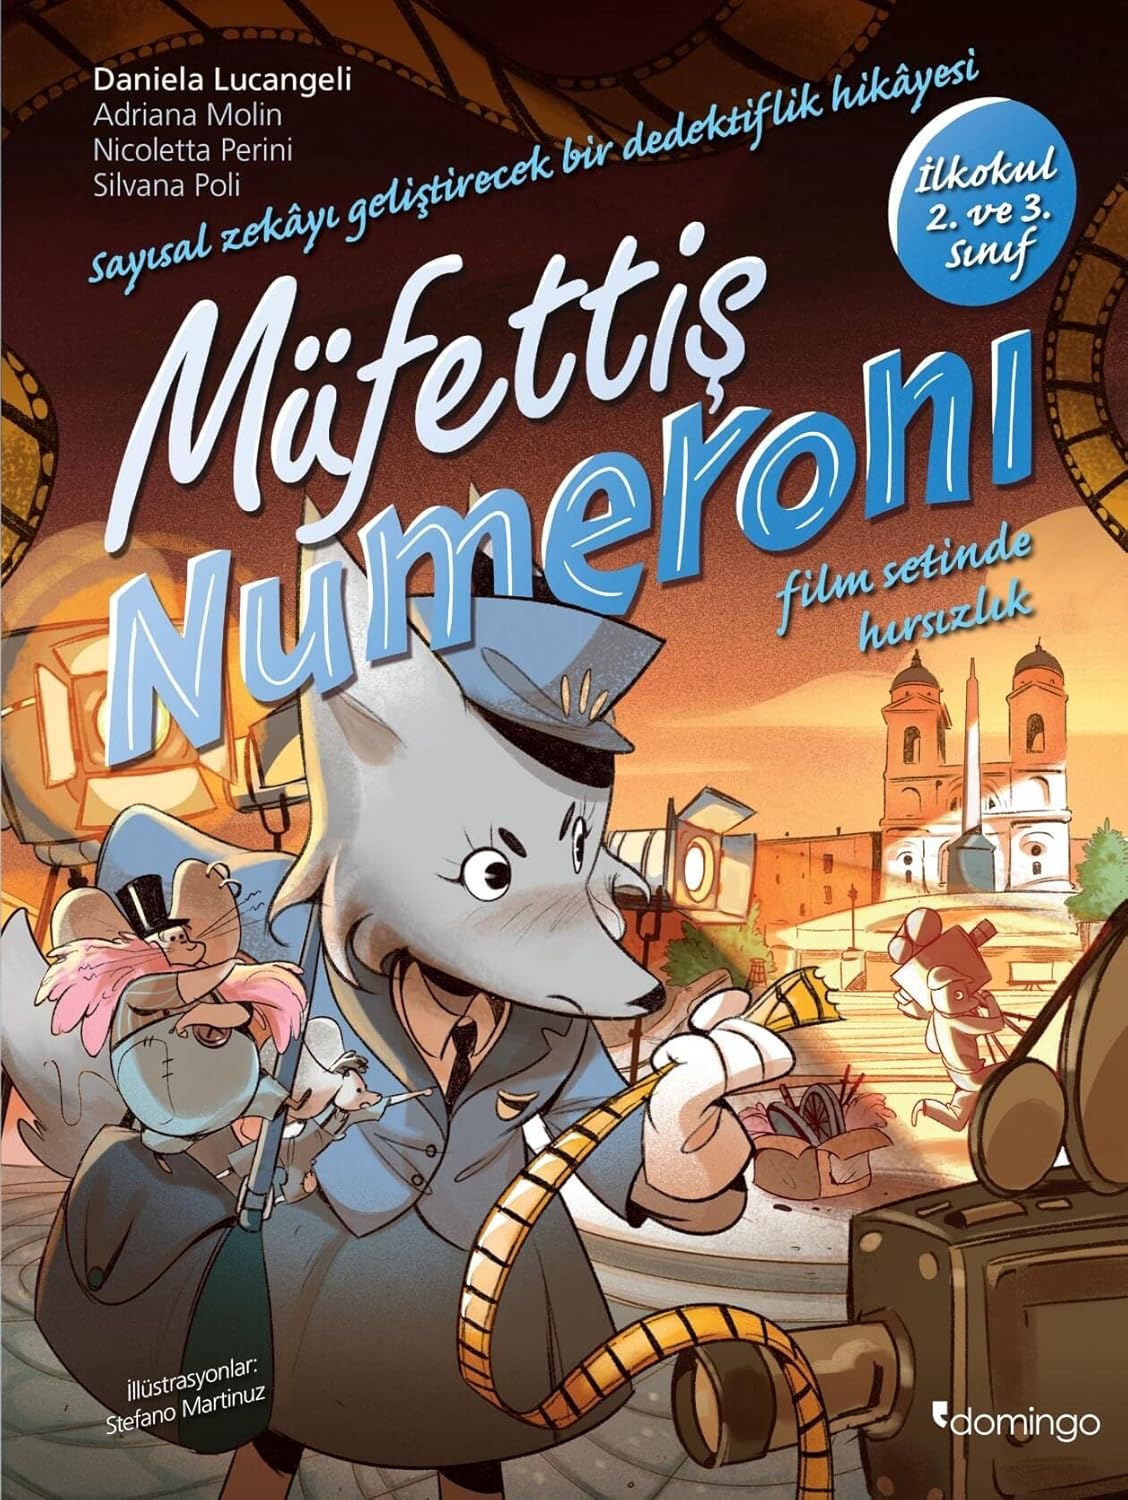 Daniela Lucangeli
Adriana Molin
Nicoletta Perini
Silvana Poli
sayısal zekâyı geliştirecek bir dedektiflik hikâyesi
İlkokul
2. ve 3.
Sınıf
Müfettiş
Numeroni
film setinde
hırsızlık
illüstrasyonlar:
Stefano Martinuz
domingo